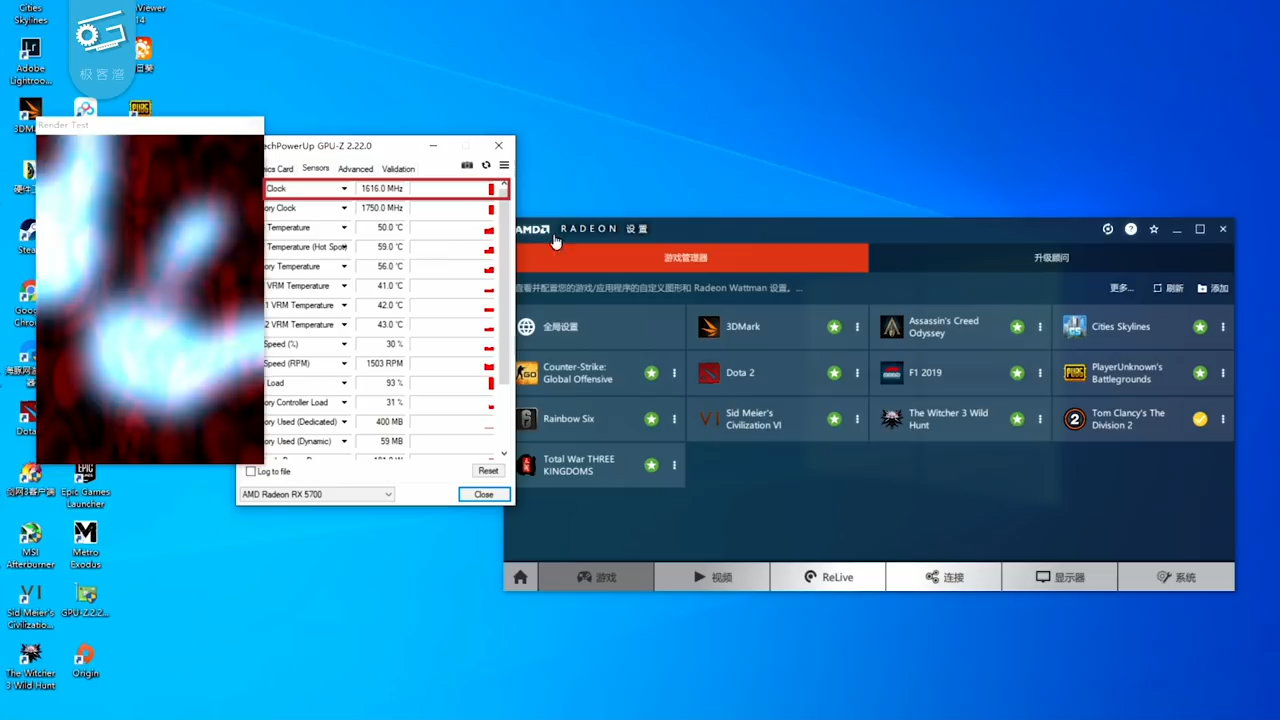 Cities
Skylines
Viewer
14
极客湾
Adobe
Lightroo...
Render Test
TechPowerUp GPU-Z 2.22.0
Sensors
Advanced
Validation
Clock
1616.0 MHz
ory Clock
1750.0 MHz
Temperature
50.0 °C
Temperature (Hot Spot)
59.0 °C
ory Temperature
56.0 °C
VRM Temperature
41.0 °C
1 VRM Temperature
42.0 °C
2 VRM Temperature
43.0 °C
Speed (%)
30 %
Speed (RPM)
1503 RPM
Load
93 %
ory Controller Load
31 %
ory Used (Dedicated)
400 MB
ory Used (Dynamic)
59 MB
Log to file
Reset
AMD Radeon RX 5700
Close
AMD RADEON 设置
游戏管理器
升级顾问
查看并配置您的游戏/应用程序的自定义图形和 Radeon Wattman 设置。...
更多...
刷新
添加
全局设置
3DMark
Assassin's Creed
Odyssey
Cities Skylines
Counter-Strike:
Global Offensive
Dota 2
F1 2019
PlayerUnknown's
Battlegrounds
Rainbow Six
Sid Meier's
Civilization VI
The Witcher 3 Wild
Hunt
Tom Clancy's The
Division 2
Total War THREE
KINGDOMS
游戏
视频
ReLive
连接
显示器
系统
Epic Games
Launcher
MSI
Afterburner
Metro
Exodus
Sid Meier's
Civilizatio...
GPU-Z 2.2...
The Witcher
3 Wild Hunt
Origin